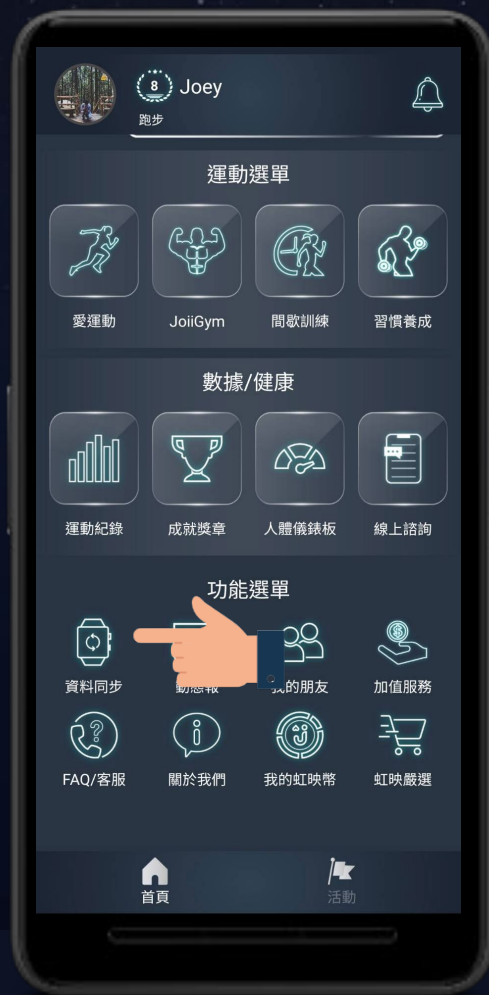 8 Joey
跑步
運動選單
愛運動 JoiiGym 間歇訓練 習慣養成
數據/健康
運動紀錄 成就獎章 人體儀錶板 線上諮詢
功能選單
資料同步 動態報 我的朋友 加值服務
FAQ/客服 關於我們 我的虹映幣 虹映嚴選
首頁 活動